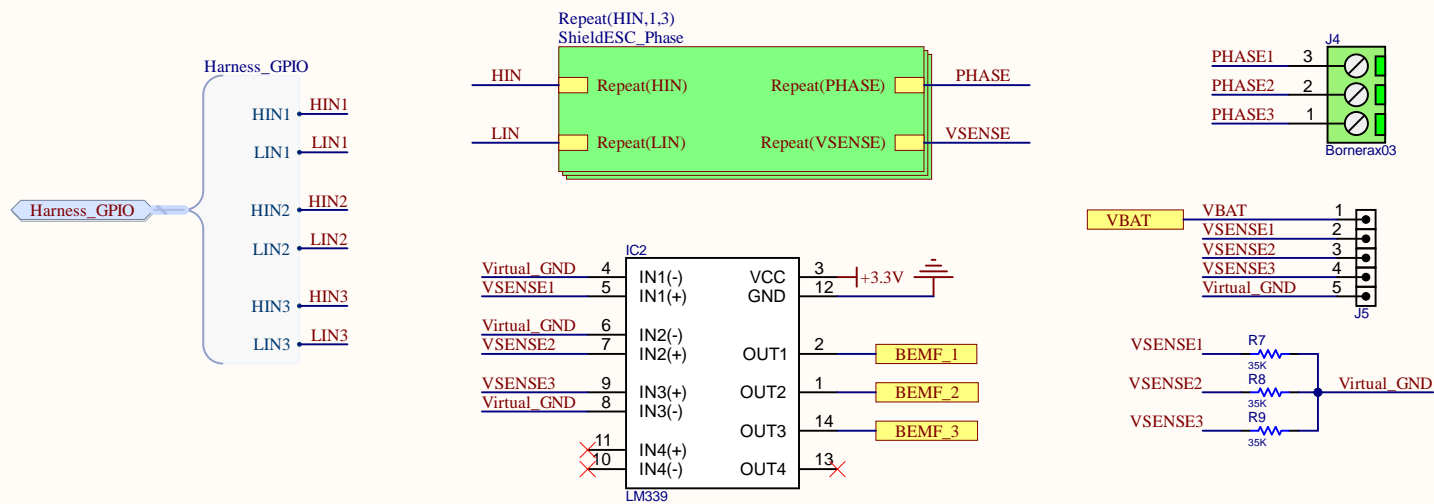 Repeat(HIN,1,3)
ShieldESC_Phase
HIN
Repeat(HIN)
Repeat(PHASE)
PHASE
LIN
Repeat(LIN)
Repeat(VSENSE)
VSENSE
Harness_GPIO
HIN1 HIN1
LIN1 LIN1
HIN2 HIN2
LIN2 LIN2
HIN3 HIN3
LIN3 LIN3
Harness_GPIO
J4
PHASE1 3
PHASE2 2
PHASE3 1
Bornerax03
VBAT
VBAT 1
VSENSE1 2
VSENSE2 3
VSENSE3 4
Virtual_GND 5
J5
IC2
Virtual_GND 4 IN1(-)
VSENSE1 5 IN1(+)
Virtual_GND 6 IN2(-)
VSENSE2 7 IN2(+)
VSENSE3 9 IN3(+)
Virtual_GND 8 IN3(-)
11 IN4(+)
10 IN4(-)
VCC 3 +3.3V
GND 12
OUT1 2 BEMF_1
OUT2 1 BEMF_2
OUT3 14 BEMF_3
OUT4 13
LM339
VSENSE1 R7
35K
VSENSE2 R8 Virtual_GND
35K
VSENSE3 R9
35K